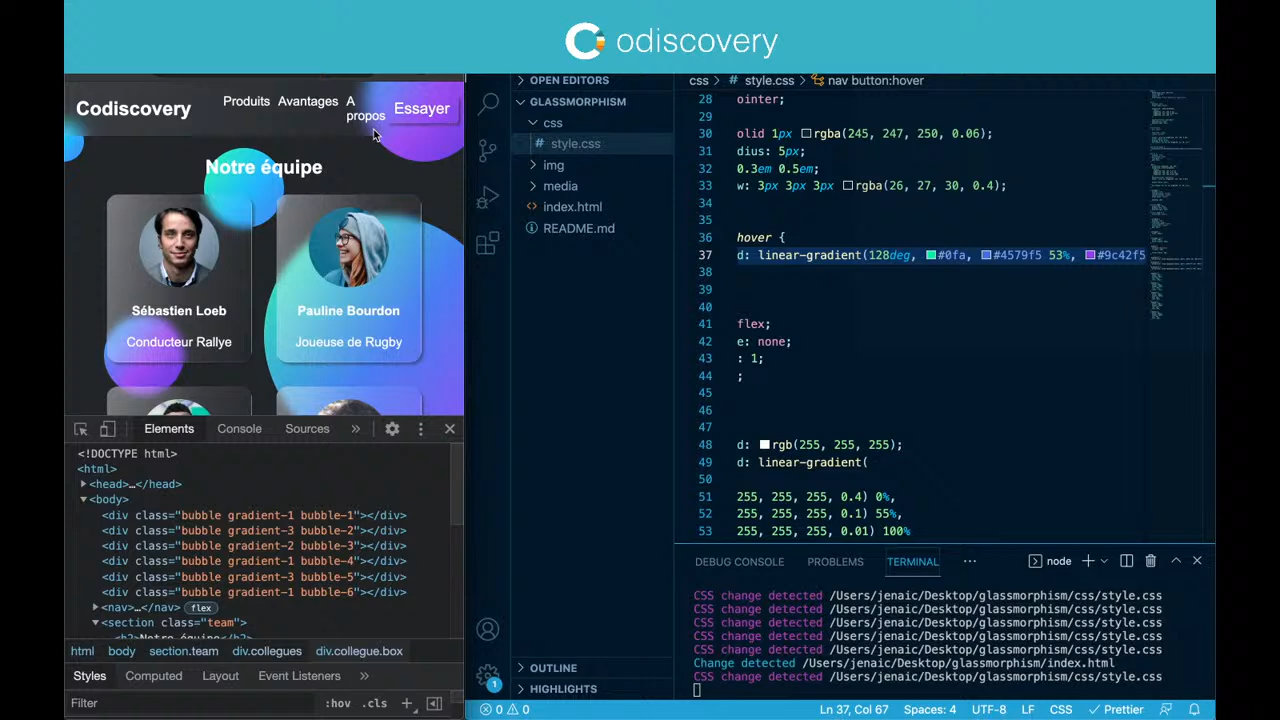 odiscovery
Codiscovery
Produits
Avantages
A
propos
Essayer
Notre équipe
Sébastien Loeb
Conducteur Rallye
Pauline Bourdon
Joueuse de Rugby
Elements
Console
Sources
<!DOCTYPE html>
<html>
<head>…</head>
<body>
<div class="bubble gradient-1 bubble-1"></div>
<div class="bubble gradient-3 bubble-2"></div>
<div class="bubble gradient-2 bubble-3"></div>
<div class="bubble gradient-1 bubble-4"></div>
<div class="bubble gradient-3 bubble-5"></div>
<div class="bubble gradient-1 bubble-6"></div>
<nav>…</nav> flex
<section class="team">
<h2>Notre équipe</h2>
html body section.team div.collegues div.collegue.box
Styles Computed Layout Event Listeners
Filter :hov .cls
OPEN EDITORS
GLASSMORPHISM
css
# style.css
img
media
<> index.html
README.md
OUTLINE
HIGHLIGHTS
1
css > # style.css > nav button:hover
28 ointer;
29
30 olid 1px rgba(245, 247, 250, 0.06);
31 dius: 5px;
32 0.3em 0.5em;
33 w: 3px 3px 3px rgba(26, 27, 30, 0.4);
34
35
36 hover {
37 d: linear-gradient(128deg, #0fa, #4579f5 53%, #9c42f5
38
39
40
41 flex;
42 e: none;
43 : 1;
44 ;
45
46
47
48 d: rgb(255, 255, 255);
49 d: linear-gradient(
50
51 255, 255, 255, 0.4) 0%,
52 255, 255, 255, 0.1) 55%,
53 255, 255, 255, 0.01) 100%
DEBUG CONSOLE PROBLEMS TERMINAL ··· node
CSS change detected /Users/jenaic/Desktop/glassmorphism/css/style.css
CSS change detected /Users/jenaic/Desktop/glassmorphism/css/style.css
CSS change detected /Users/jenaic/Desktop/glassmorphism/css/style.css
CSS change detected /Users/jenaic/Desktop/glassmorphism/css/style.css
CSS change detected /Users/jenaic/Desktop/glassmorphism/css/style.css
Change detected /Users/jenaic/Desktop/glassmorphism/index.html
CSS change detected /Users/jenaic/Desktop/glassmorphism/css/style.css
0 0 Ln 37, Col 67 Spaces: 4 UTF-8 LF CSS Prettier